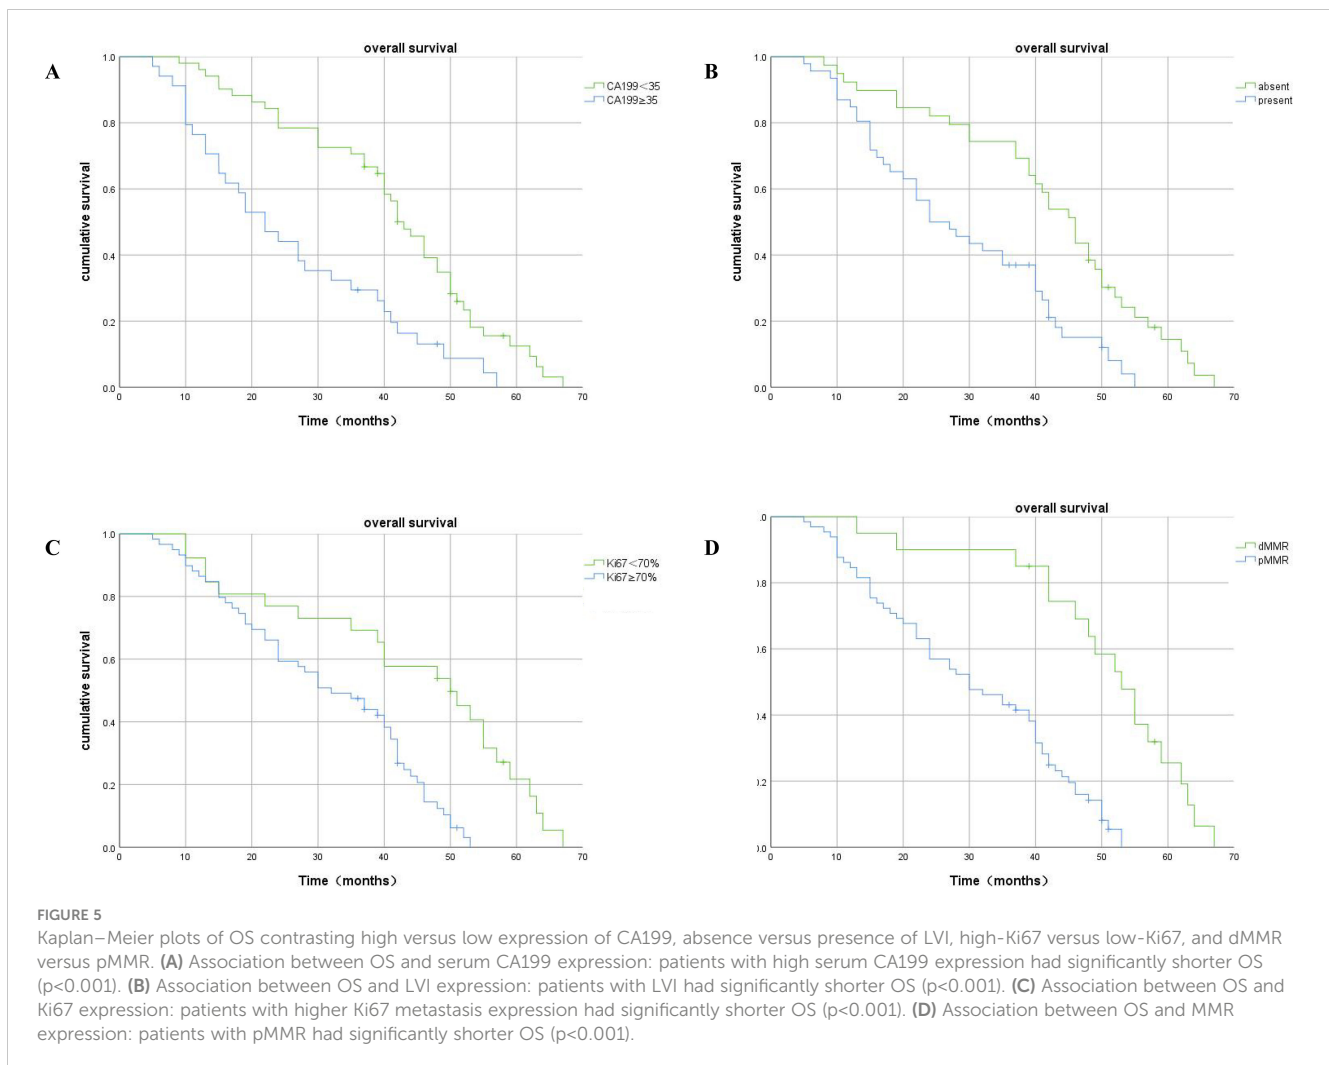 overall survival
A
CA199<35
CA199≥35
1.0
0.8
0.6
0.4
0.2
0.0
cumulative survival
0 10 20 30 40 50 60 70
Time（months）
overall survival
B
absent
present
1.0
0.8
0.6
0.4
0.2
0.0
cumulative survival
0 10 20 30 40 50 60 70
Time（months）
overall survival
C
Ki67<70%
Ki67≥70%
1.0
0.8
0.6
0.4
0.2
0.0
cumulative survival
0 10 20 30 40 50 60 70
Time（months）
overall survival
D
dMMR
pMMR
.0
.8
.6
.4
.2
.0
0 10 20 30 40 50 60 70
Time（months）
FIGURE 5
Kaplan–Meier plots of OS contrasting high versus low expression of CA199, absence versus presence of LVI, high-Ki67 versus low-Ki67, and dMMR
versus pMMR. (A) Association between OS and serum CA199 expression: patients with high serum CA199 expression had significantly shorter OS
(p<0.001). (B) Association between OS and LVI expression: patients with LVI had significantly shorter OS (p<0.001). (C) Association between OS and
Ki67 expression: patients with higher Ki67 metastasis expression had significantly shorter OS (p<0.001). (D) Association between OS and MMR
expression: patients with pMMR had significantly shorter OS (p<0.001).